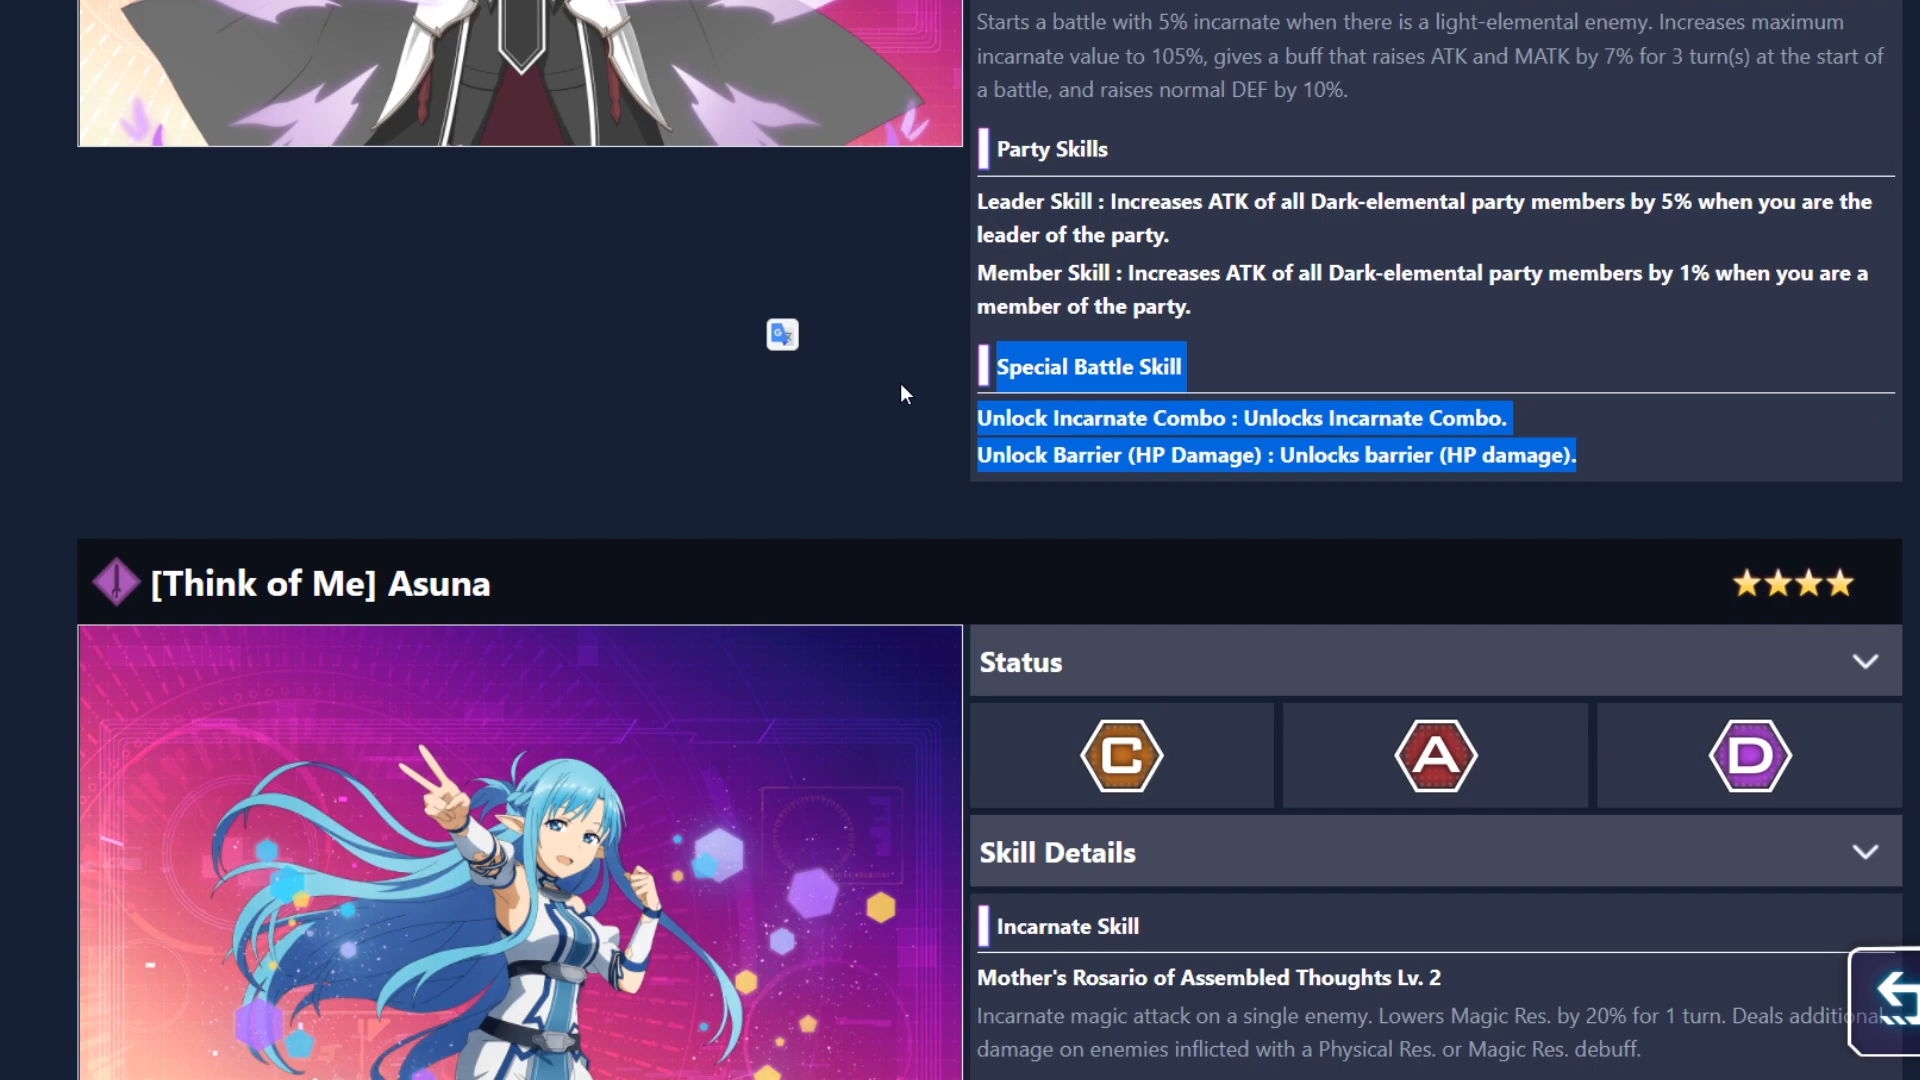 Starts a battle with 5% incarnate when there is a light-elemental enemy. Increases maximum
incarnate value to 105%, gives a buff that raises ATK and MATK by 7% for 3 turn(s) at the start of
a battle, and raises normal DEF by 10%.
Party Skills
Leader Skill : Increases ATK of all Dark-elemental party members by 5% when you are the
leader of the party.
Member Skill : Increases ATK of all Dark-elemental party members by 1% when you are a
member of the party.
Special Battle Skill
Unlock Incarnate Combo : Unlocks Incarnate Combo.
Unlock Barrier (HP Damage) : Unlocks barrier (HP damage).
[Think of Me] Asuna
Status
C A D
Skill Details
Incarnate Skill
Mother's Rosario of Assembled Thoughts Lv. 2
Incarnate magic attack on a single enemy. Lowers Magic Res. by 20% for 1 turn. Deals additional
damage on enemies inflicted with a Physical Res. or Magic Res. debuff.